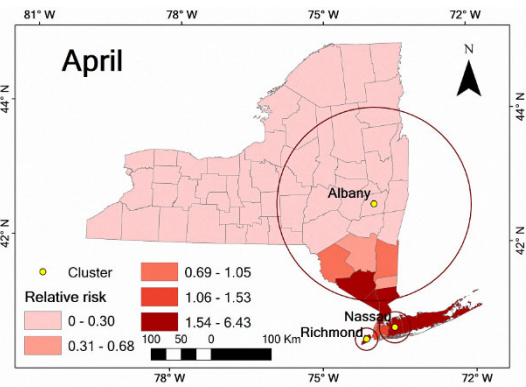 81° W 78° W 75° W 72° W
April
N
44° N 44° N
Albany
42° N 42° N
Cluster
Relative risk
0 - 0.30
0.31 - 0.68
0.69 - 1.05
1.06 - 1.53
1.54 - 6.43
Nassau
Richmond
100 50 0 100 Km
78° W 75° W 72° W